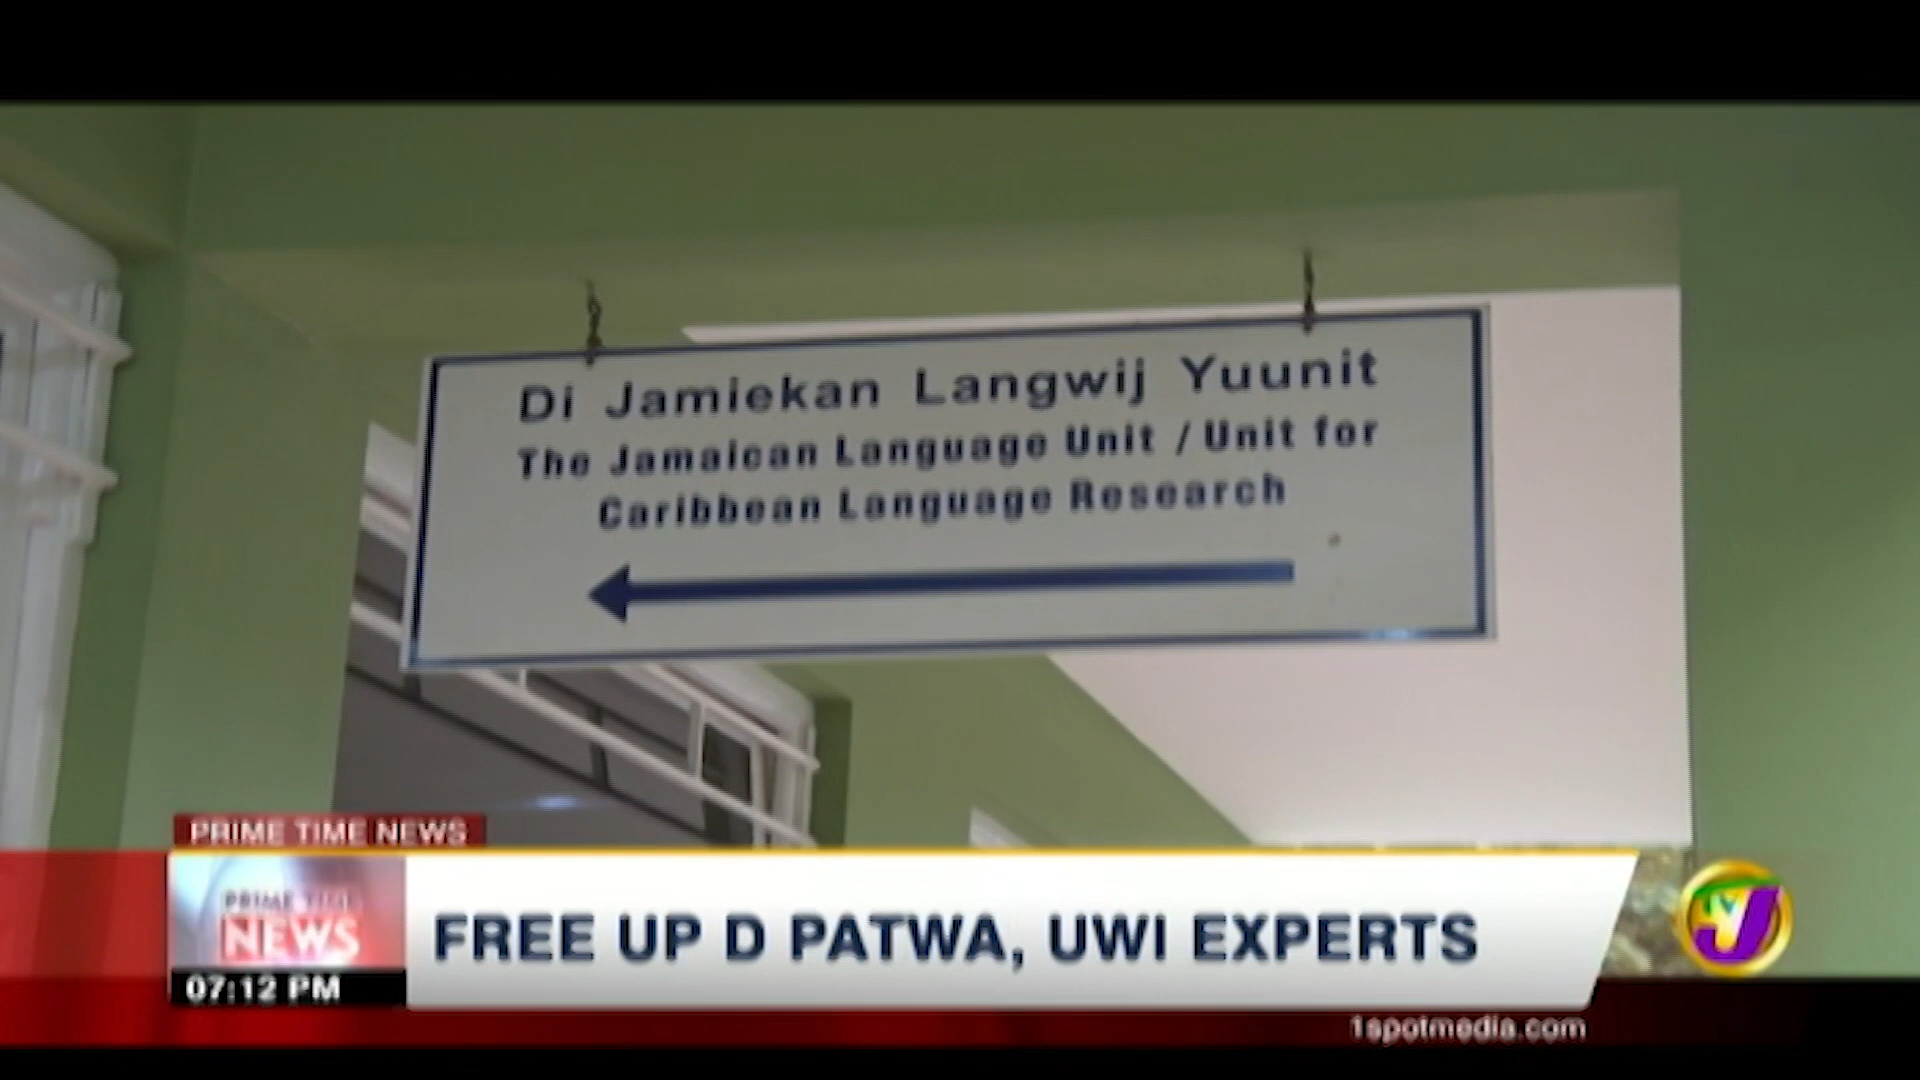 Di Jamiekan Langwij Yuunit
The Jamaican Language Unit / Unit for
Caribbean Language Research
PRIME TIME NEWS
PRIME TIME
NEWS
07:12 PM
FREE UP D PATWA, UWI EXPERTS
TVJ
1spotmedia.com